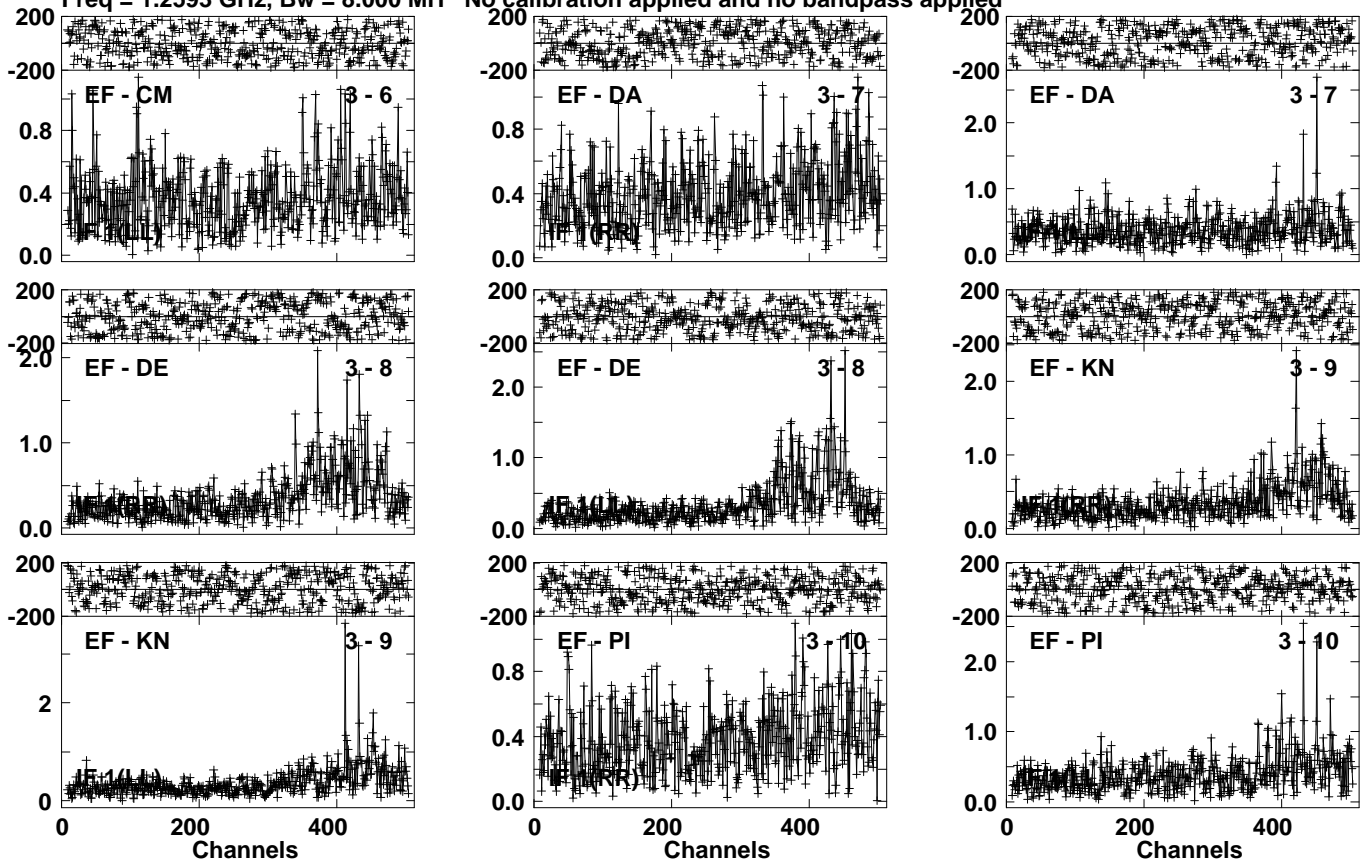 Freq = 1.2593 GHz, Bw = 8.000 MH No calibration applied and no bandpass applied
200 200 200
-200 -200 -200
EF - CM 3 - 6 EF - DA 3 - 7 EF - DA 3 - 7
2.0
0.8 0.8
1.0
0.4 0.4
IF 1(LL) IF 1(RR)
0.0 0.0 0.0
200 200 200
-200 -200 -200
2.0 EF - DE 3 - 8 EF - DE 3 - 8 EF - KN 3 - 9
2.0 2.0
1.0 1.0 1.0
IF 1(RR) IF 1(LL) IF 1(RR)
0.0 0.0 0.0
200 200 200
-200 -200 -200
EF - KN 3 - 9 EF - PI 3 - 10 EF - PI 3 - 10
0.8 2.0
2
0.4 1.0
IF 1(LL) IF 1(RR)
0 0.0 0.0
0 200 400 0 200 400 0 200 400
Channels Channels Channels